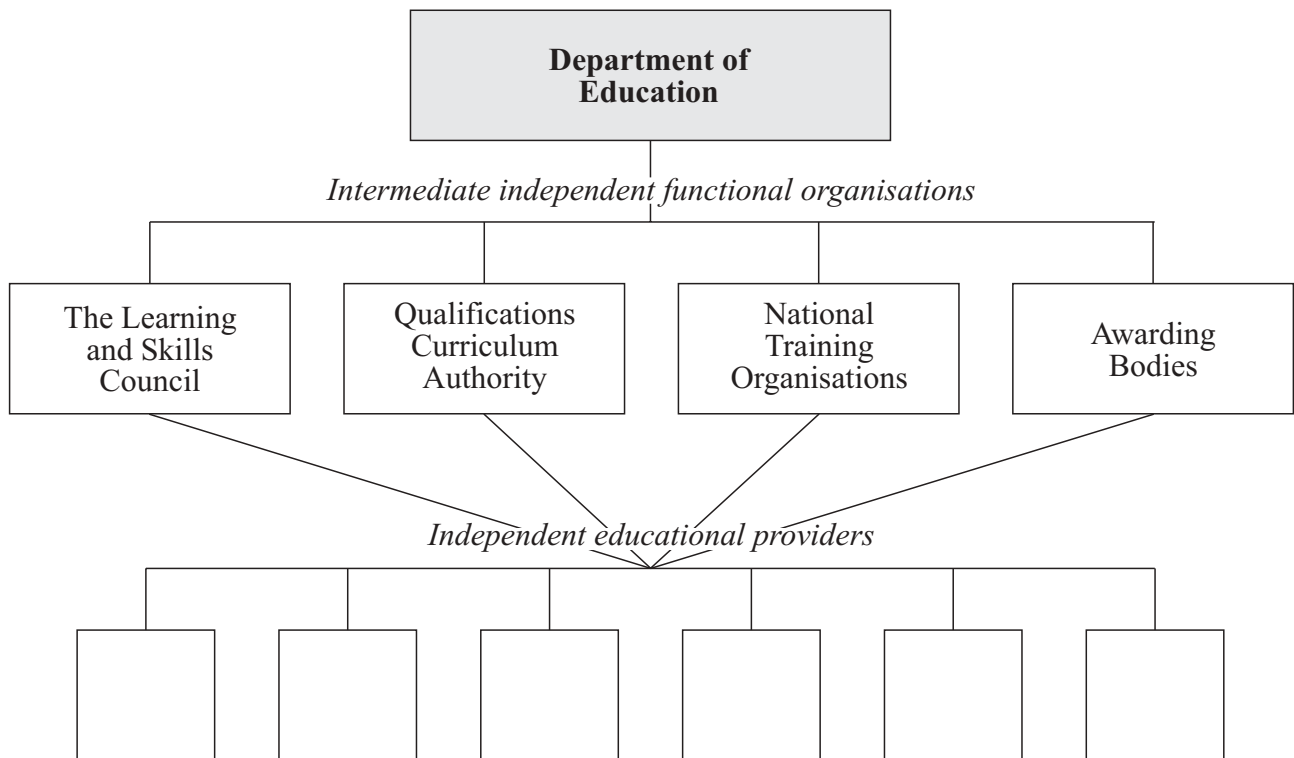 Department of
Education
Intermediate independent functional organisations
The Learning
and Skills
Council
Qualifications
Curriculum
Authority
National
Training
Organisations
Awarding
Bodies
Independent educational providers